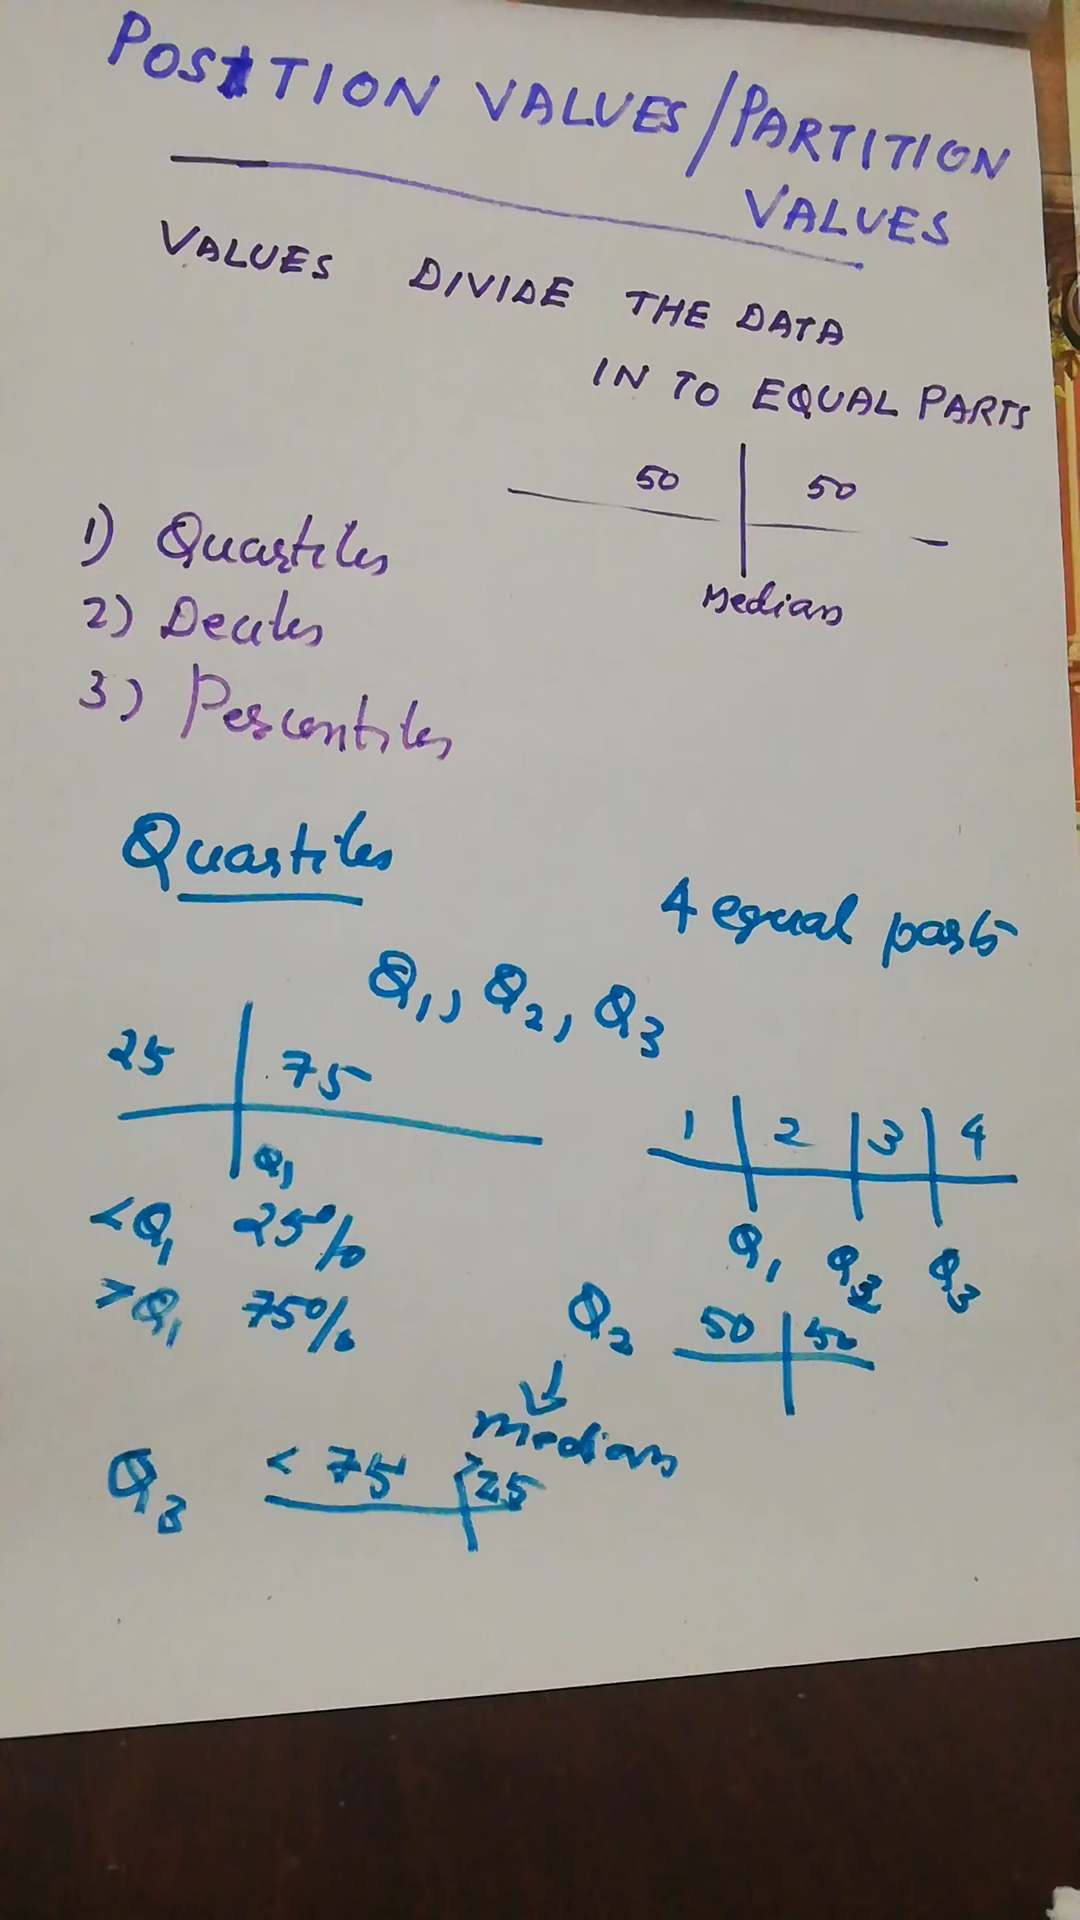 POSITION VALUES/PARTITION
VALUES
VALUES DIVIDE THE DATA
IN TO EQUAL PARTS
50 50
Median
1) Quartiles
2) Deciles
3) Percentiles
Quartiles
4 equal parts
Q1, Q2, Q3
25 75
Q1
<Q1 25%
>Q1 75%
1 2 3 4
Q1 Q2 Q3
Q2 50 50
median
Q3 < 75 > 25